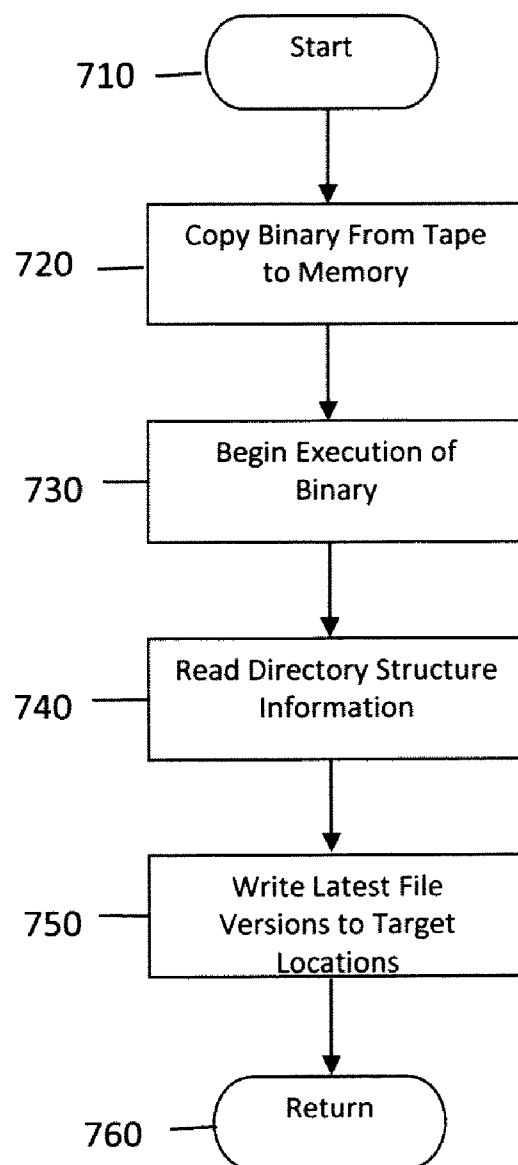 Start
710
Copy Binary From Tape
to Memory
720
Begin Execution of
Binary
730
Read Directory Structure
Information
740
Write Latest File
Versions to Target
Locations
750
Return
760